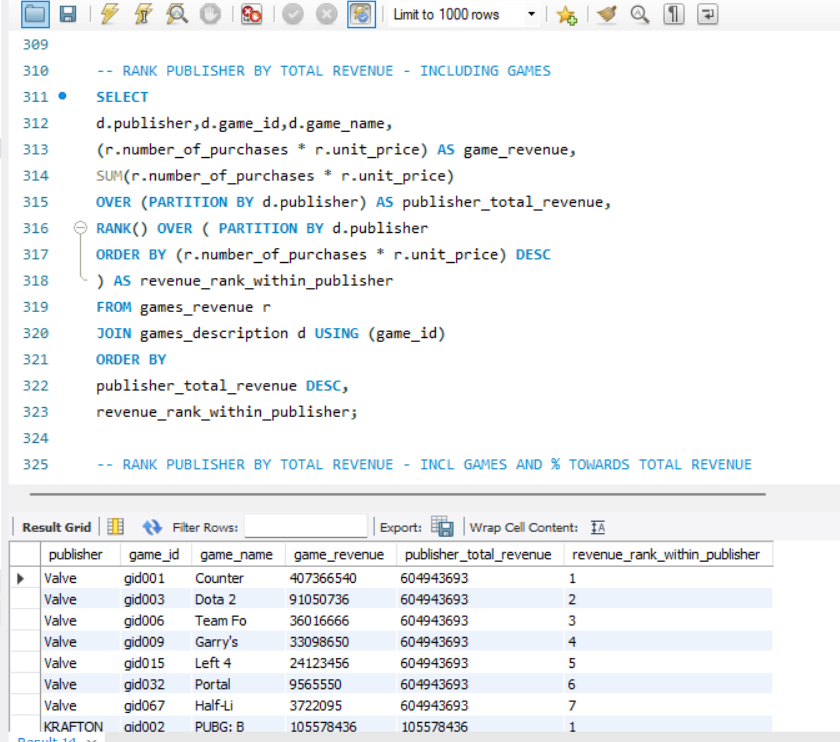 Limit to 1000 rows
309
310 -- RANK PUBLISHER BY TOTAL REVENUE - INCLUDING GAMES
311 SELECT
312 d.publisher,d.game_id,d.game_name,
313 (r.number_of_purchases * r.unit_price) AS game_revenue,
314 SUM(r.number_of_purchases * r.unit_price)
315 OVER (PARTITION BY d.publisher) AS publisher_total_revenue,
316 RANK() OVER ( PARTITION BY d.publisher
317 ORDER BY (r.number_of_purchases * r.unit_price) DESC
318 ) AS revenue_rank_within_publisher
319 FROM games_revenue r
320 JOIN games_description d USING (game_id)
321 ORDER BY
322 publisher_total_revenue DESC,
323 revenue_rank_within_publisher;
324
325 -- RANK PUBLISHER BY TOTAL REVENUE - INCL GAMES AND % TOWARDS TOTAL REVENUE
Result Grid Filter Rows: Export: Wrap Cell Content: IA
publisher game_id game_name game_revenue publisher_total_revenue revenue_rank_within_publisher
Valve gid001 Counter 407366540 604943693 1
Valve gid003 Dota 2 91050736 604943693 2
Valve gid006 Team Fo 36016666 604943693 3
Valve gid009 Garry's 33098650 604943693 4
Valve gid015 Left 4 24123456 604943693 5
Valve gid032 Portal 9565550 604943693 6
Valve gid067 Half-Li 3722095 604943693 7
KRAFTON gid002 PUBG: B 105578436 105578436 1